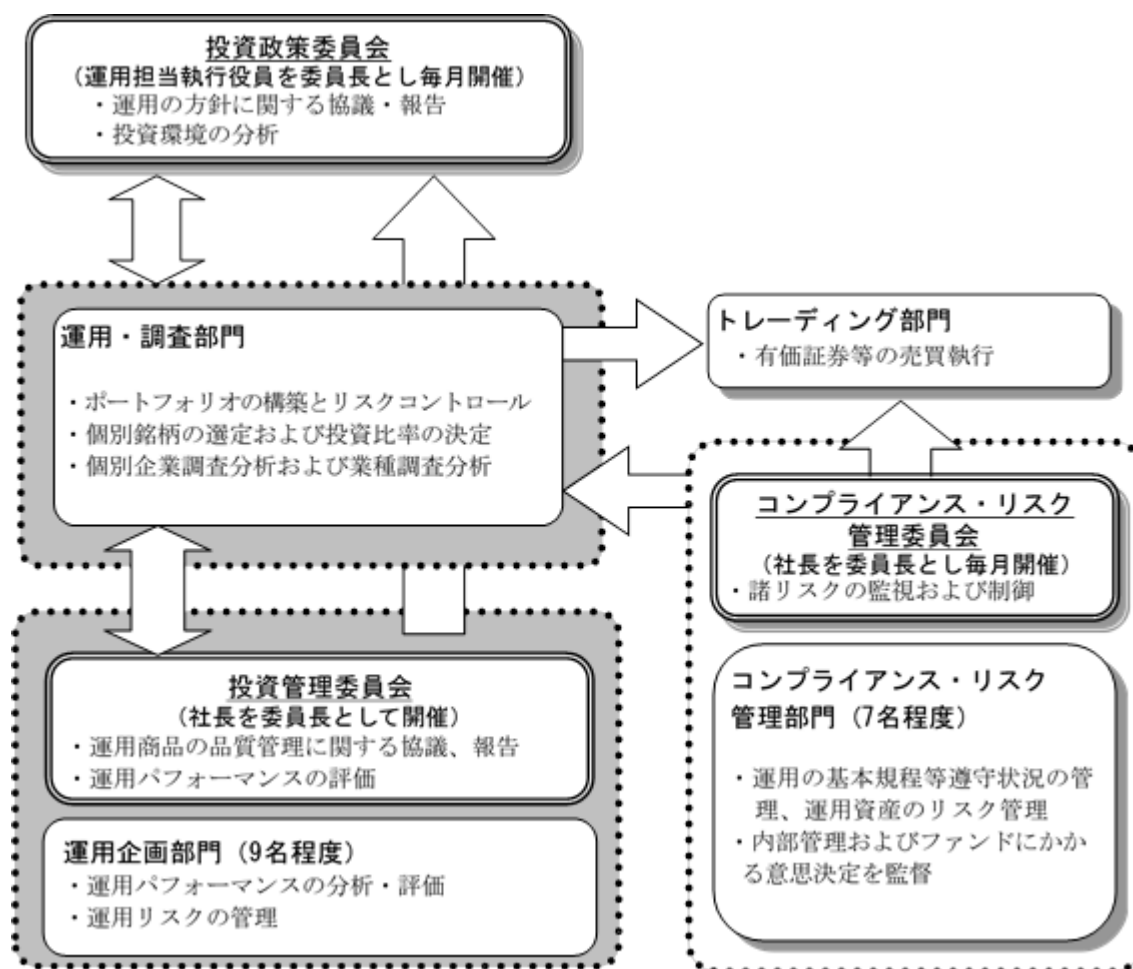 投資政策委員会
（運用担当執行役員を委員長とし毎月開催）
・運用の方針に関する協議・報告
・投資環境の分析
運用・調査部門
・ポートフォリオの構築とリスクコントロール
・個別銘柄の選定および投資比率の決定
・個別企業調査分析および業種調査分析
トレーディング部門
・有価証券等の売買執行
コンプライアンス・リスク
管理委員会
（社長を委員長とし毎月開催）
・諸リスクの監視および制御
コンプライアンス・リスク
管理部門（7名程度）
・運用の基本規程等遵守状況の管
理、運用資産のリスク管理
・内部管理およびファンドにかか
る意思決定を監督
投資管理委員会
（社長を委員長として開催）
・運用商品の品質管理に関する協議、報告
・運用パフォーマンスの評価
運用企画部門（9名程度）
・運用パフォーマンスの分析・評価
・運用リスクの管理